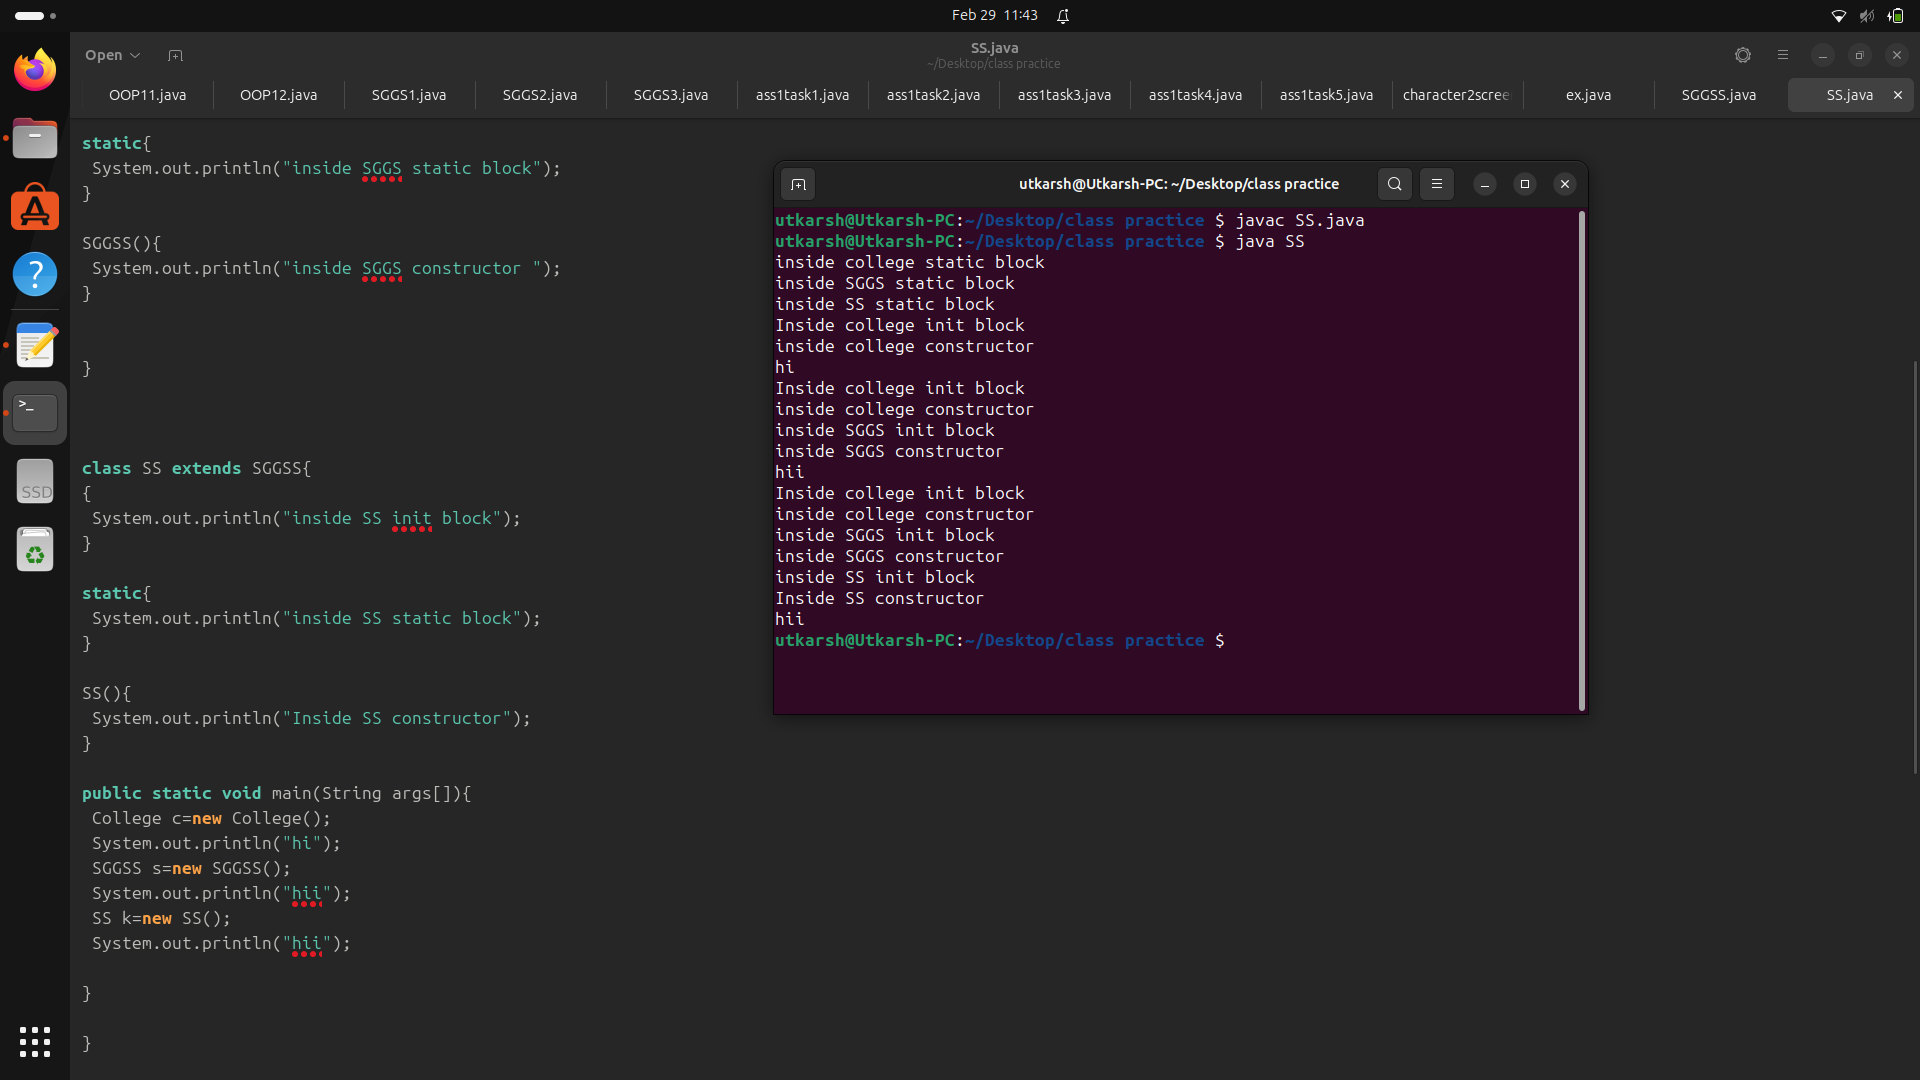 Feb 29 11:43
Open
SS.java
~/Desktop/class practice
OOP11.java
OOP12.java
SGGS1.java
SGGS2.java
SGGS3.java
ass1task1.java
ass1task2.java
ass1task3.java
ass1task4.java
ass1task5.java
character2scree
ex.java
SGGSS.java
SS.java
static{
System.out.println("inside SGGS static block");
}
SGGSS(){
System.out.println("inside SGGS constructor ");
}
}
class SS extends SGGSS{
{
System.out.println("inside SS init block");
}
static{
System.out.println("inside SS static block");
}
SS(){
System.out.println("Inside SS constructor");
}
public static void main(String args[]){
College c=new College();
System.out.println("hi");
SGGSS s=new SGGSS();
System.out.println("hii");
SS k=new SS();
System.out.println("hii");
}
}
utkarsh@Utkarsh-PC: ~/Desktop/class practice
utkarsh@Utkarsh-PC:~/Desktop/class practice $ javac SS.java
utkarsh@Utkarsh-PC:~/Desktop/class practice $ java SS
inside college static block
inside SGGS static block
inside SS static block
Inside college init block
inside college constructor
hi
Inside college init block
inside college constructor
inside SGGS init block
inside SGGS constructor
hii
Inside college init block
inside college constructor
inside SGGS init block
inside SGGS constructor
inside SS init block
Inside SS constructor
hii
utkarsh@Utkarsh-PC:~/Desktop/class practice $
>_
SSD